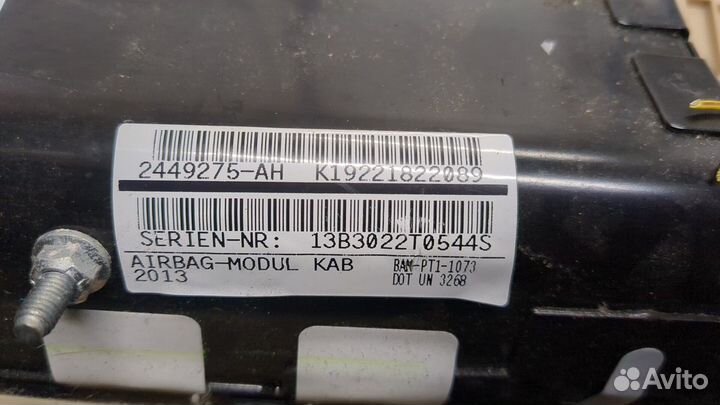 2449275-AH K19221822089
SERIEN-NR: 13B3022T0544S
AIRBAG-MODUL KAB BAM-PT1-1073
2013 DOT UN 3268
Avito